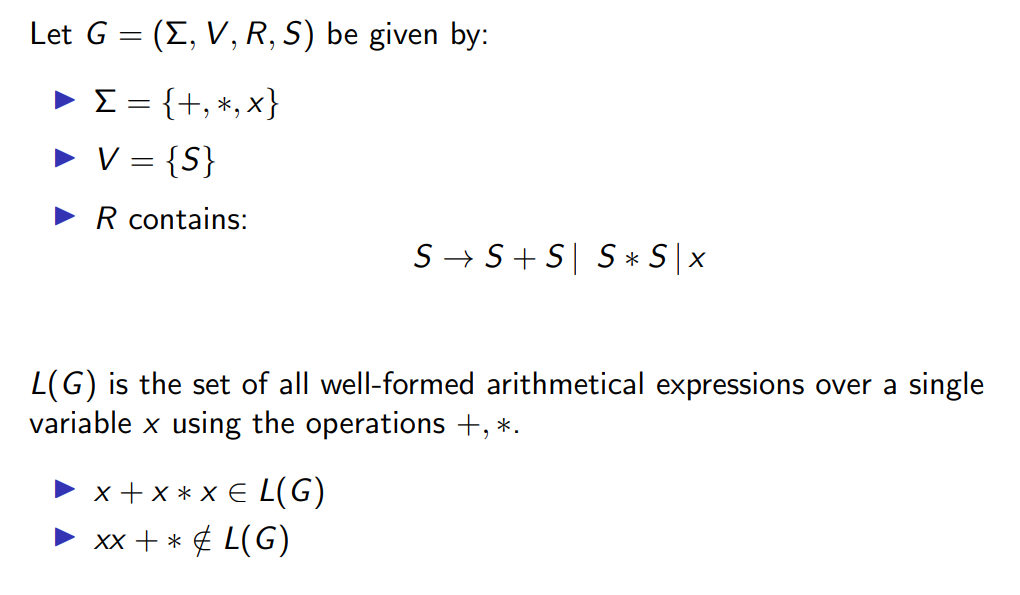 Let G = (Σ, V, R, S) be given by:
▶ Σ = {+, ∗, x}
▶ V = {S}
▶ R contains:
S → S + S | S ∗ S | x
L(G) is the set of all well-formed arithmetical expressions over a single
variable x using the operations +, ∗.
▶ x + x ∗ x ∈ L(G)
▶ xx + ∗ ∉ L(G)